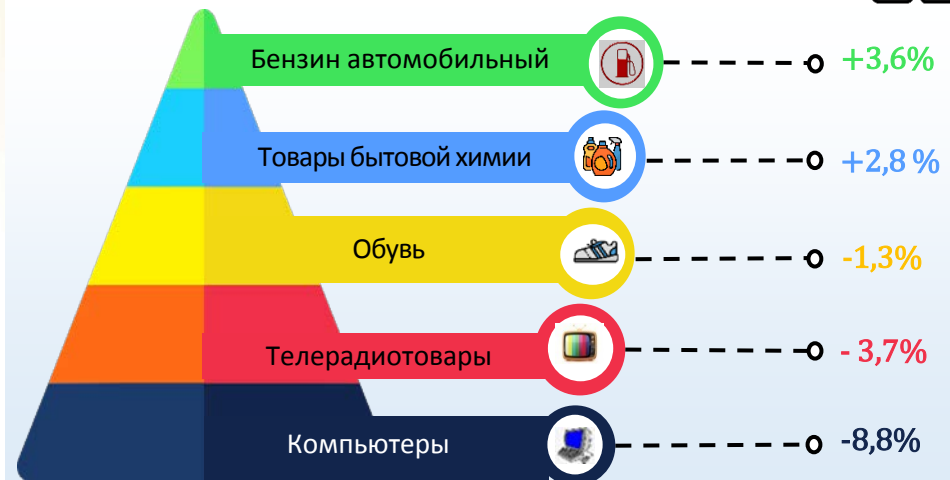 Бензин автомобильный +3,6%
Товары бытовой химии +2,8 %
Обувь -1,3%
Телерадиотовары - 3,7%
Компьютеры -8,8%